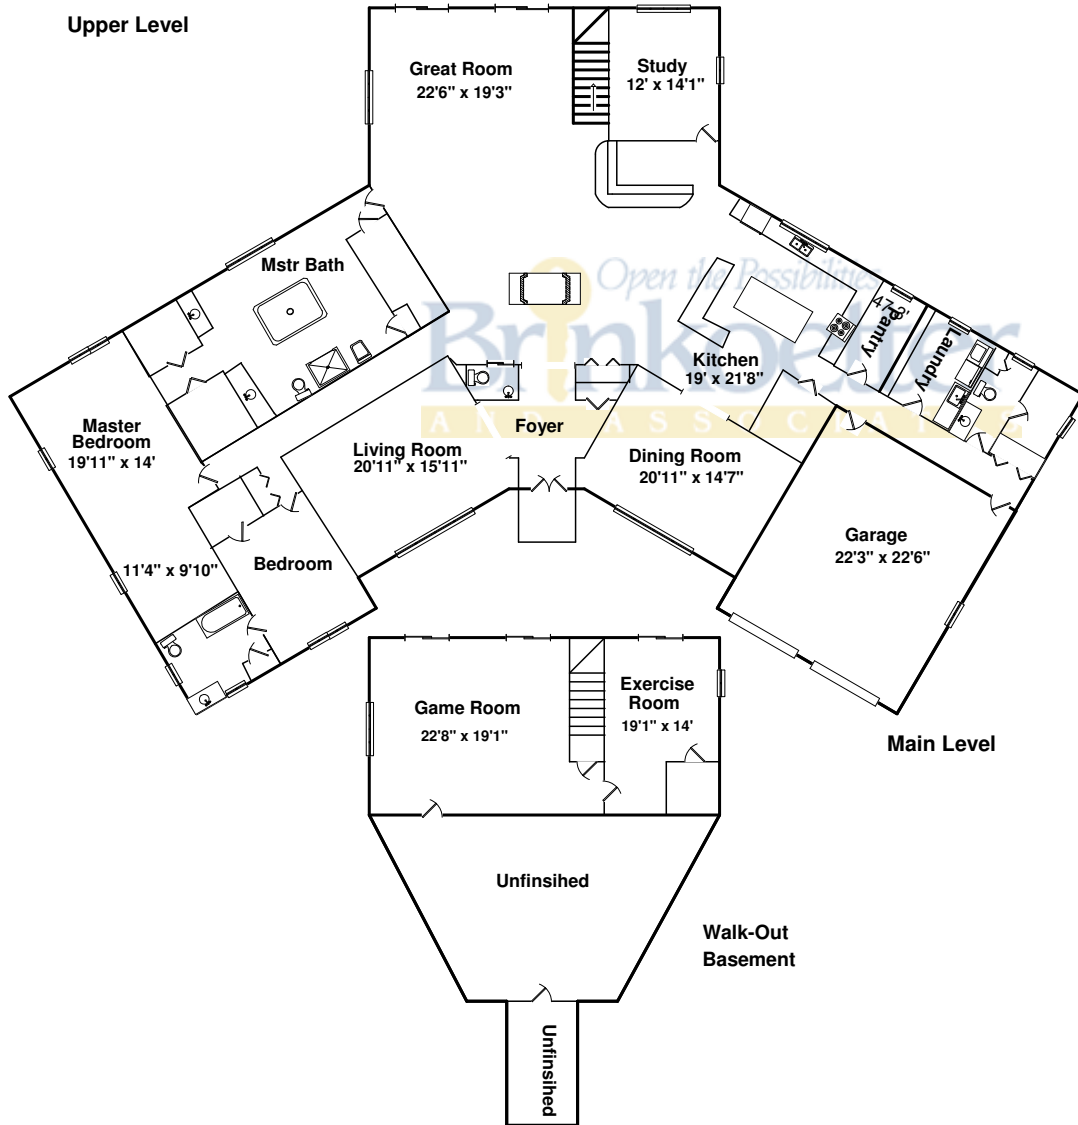 Upper Level
Great Room
22'6" x 19'3"
Study
12' x 14'1"
Mstr Bath
Open the Possibilities
Brinkoetter
AND ASSOCIATES
Pantry
Laundry
Kitchen
19' x 21'8"
Master
Bedroom
19'11" x 14'
Foyer
Living Room
20'11" x 15'11"
Dining Room
20'11" x 14'7"
Garage
22'3" x 22'6"
11'4" x 9'10"
Bedroom
Game Room
22'8" x 19'1"
Exercise
Room
19'1" x 14'
Main Level
Unfinsihed
Walk-Out
Basement
Unfinsihed